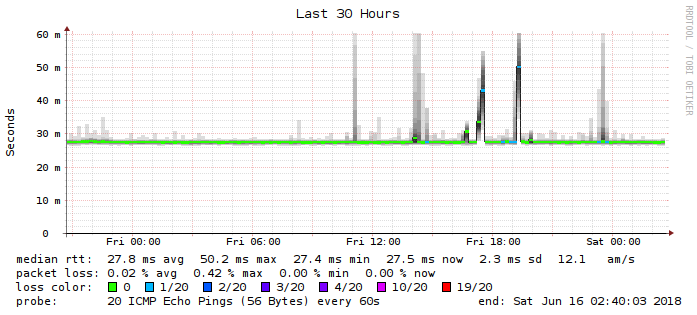 Last 30 Hours
RRDTOOL / TOBI OETIKER
Seconds
60 m
50 m
40 m
30 m
20 m
10 m
0
Fri 00:00 Fri 06:00 Fri 12:00 Fri 18:00 Sat 00:00
median rtt: 27.8 ms avg 50.2 ms max 27.4 ms min 27.5 ms now 2.3 ms sd 12.1 am/s
packet loss: 0.02 % avg 0.42 % max 0.00 % min 0.00 % now
loss color: 0 1/20 2/20 3/20 4/20 10/20 19/20
probe: 20 ICMP Echo Pings (56 Bytes) every 60s end: Sat Jun 16 02:40:03 2018